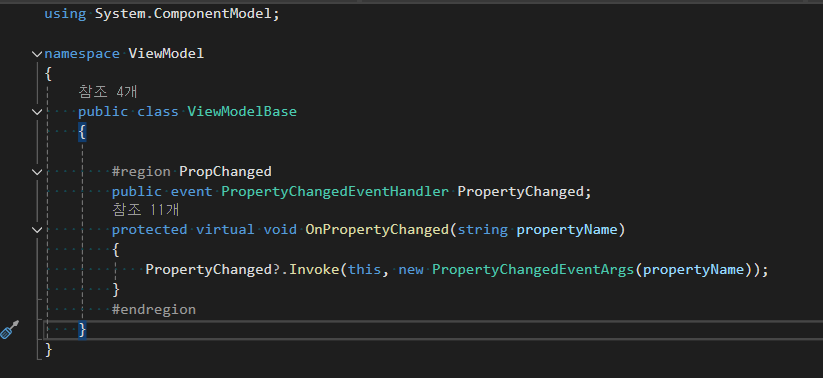 using System.ComponentModel;
namespace ViewModel
{
참조 4개
public class ViewModelBase
{
#region PropChanged
public event PropertyChangedEventHandler PropertyChanged;
참조 11개
protected virtual void OnPropertyChanged(string propertyName)
{
PropertyChanged?.Invoke(this, new PropertyChangedEventArgs(propertyName));
}
#endregion
}
}